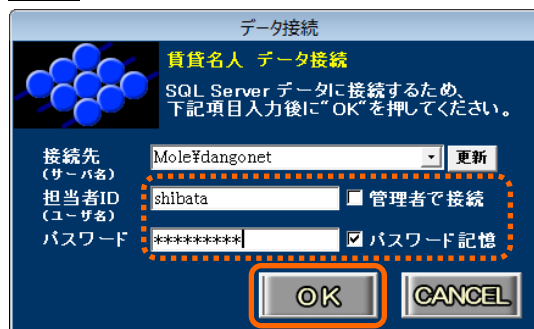 データ接続
賃貸名人 データ接続
SQL Server データに接続するため、
下記項目入力後に"OK"を押してください。
接続先 Mole¥dangonet 更新
(サーバ名)
担当者ID shibata 管理者で接続
(ユーザ名)
パスワード ********* パスワード記憶
OK CANCEL